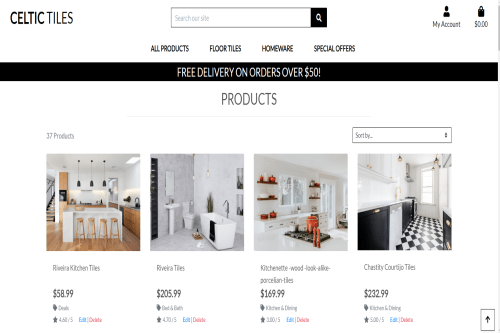 CELTIC TILES
Search our site
My Account
$0.00
ALL PRODUCTS
FLOOR TILES
HOMEWARE
SPECIAL OFFERS
FREE DELIVERY ON ORDERS OVER $50!
PRODUCTS
37 Products
Sort by...
Riveira Kitchen Tiles
$58.99
Deals
4.60 / 5 Edit | Delete
Riveira Tiles
$205.99
Bed & Bath
4.70 / 5 Edit | Delete
Kitchenette -wood -look-alike-
porcelian-tiles
$169.99
Kitchen & Dining
3.00 / 5 Edit | Delete
Chastity Courtijo Tiles
$232.99
Kitchen & Dining
5.00 / 5 Edit | Delete